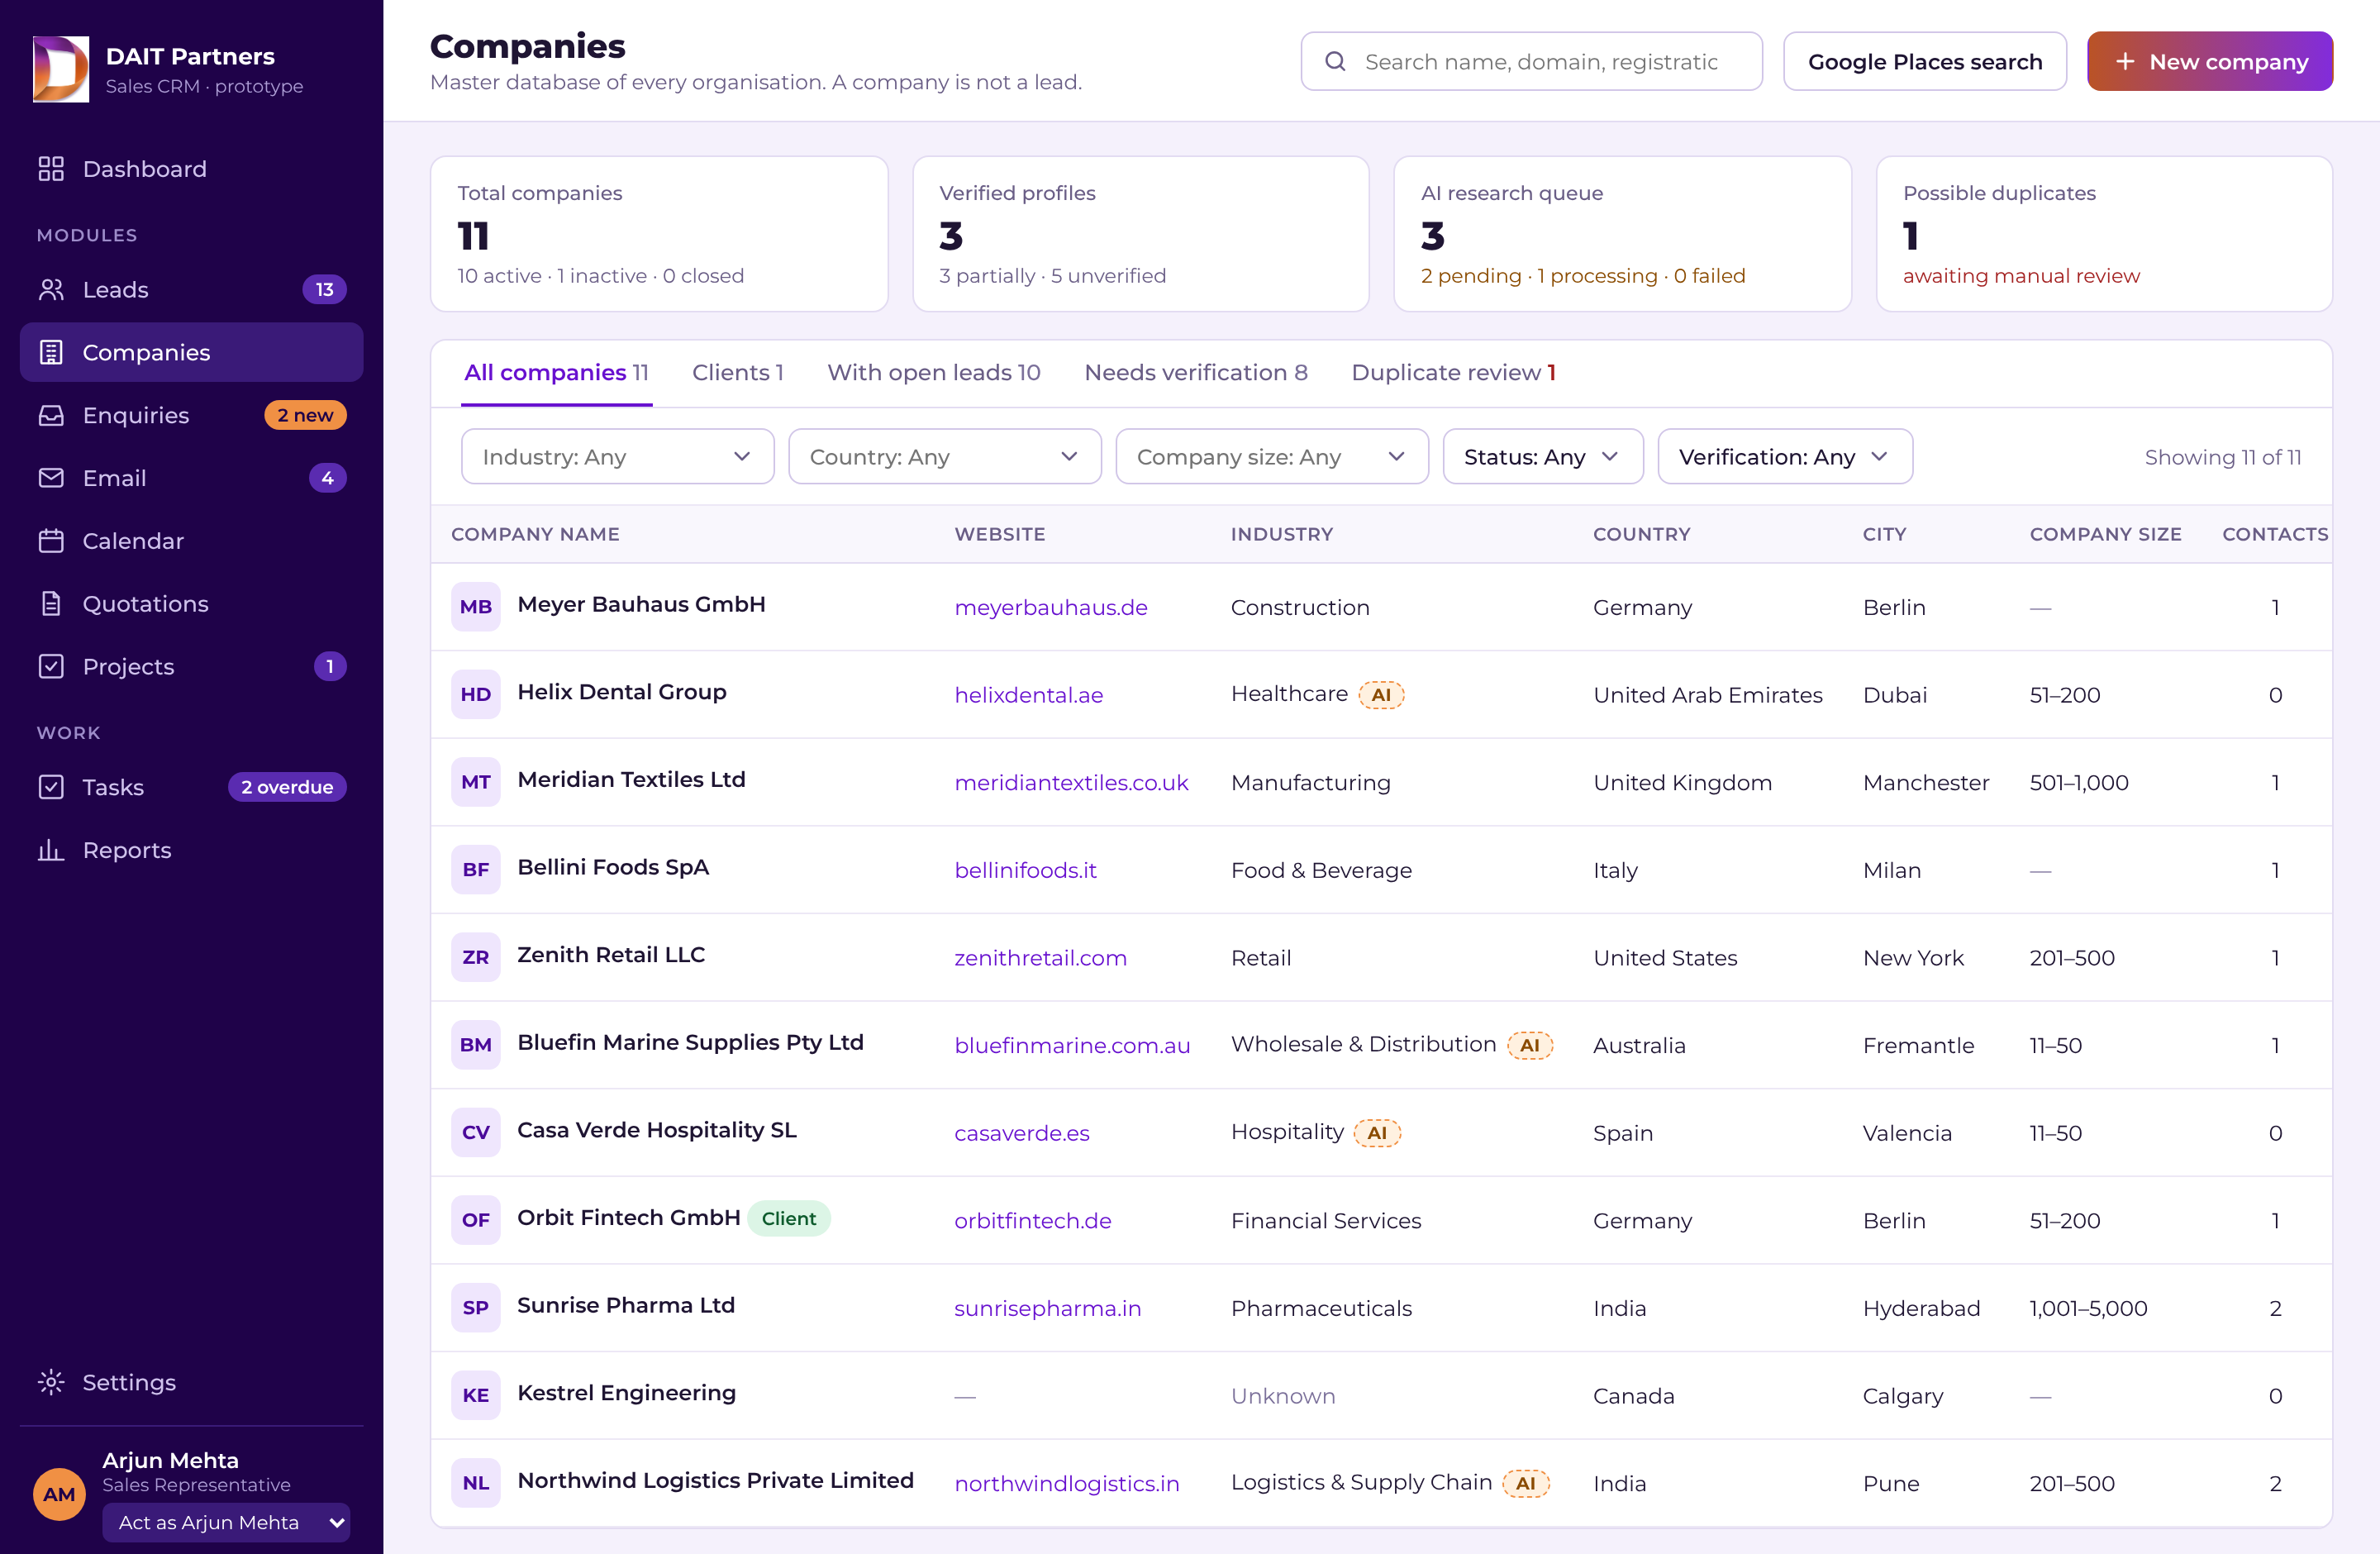 DAIT Partners
Sales CRM · prototype
Dashboard
MODULES
Leads 13
Companies
Enquiries 2 new
Email 4
Calendar
Quotations
Projects 1
WORK
Tasks 2 overdue
Reports
Settings
AM
Arjun Mehta
Sales Representative
Act as Arjun Mehta
Companies
Master database of every organisation. A company is not a lead.
Search name, domain, registratic
Google Places search
+ New company
Total companies
11
10 active · 1 inactive · 0 closed
Verified profiles
3
3 partially · 5 unverified
AI research queue
3
2 pending · 1 processing · 0 failed
Possible duplicates
1
awaiting manual review
All companies 11 Clients 1 With open leads 10 Needs verification 8 Duplicate review 1
Industry: Any Country: Any Company size: Any Status: Any Verification: Any Showing 11 of 11
COMPANY NAME WEBSITE INDUSTRY COUNTRY CITY COMPANY SIZE CONTACTS
MB Meyer Bauhaus GmbH meyerbauhaus.de Construction Germany Berlin — 1
HD Helix Dental Group helixdental.ae Healthcare AI United Arab Emirates Dubai 51–200 0
MT Meridian Textiles Ltd meridiantextiles.co.uk Manufacturing United Kingdom Manchester 501–1,000 1
BF Bellini Foods SpA bellinifoods.it Food & Beverage Italy Milan — 1
ZR Zenith Retail LLC zenithretail.com Retail United States New York 201–500 1
BM Bluefin Marine Supplies Pty Ltd bluefinmarine.com.au Wholesale & Distribution AI Australia Fremantle 11–50 1
CV Casa Verde Hospitality SL casaverde.es Hospitality AI Spain Valencia 11–50 0
OF Orbit Fintech GmbH Client orbitfintech.de Financial Services Germany Berlin 51–200 1
SP Sunrise Pharma Ltd sunrisepharma.in Pharmaceuticals India Hyderabad 1,001–5,000 2
KE Kestrel Engineering — Unknown Canada Calgary — 0
NL Northwind Logistics Private Limited northwindlogistics.in Logistics & Supply Chain AI India Pune 201–500 2